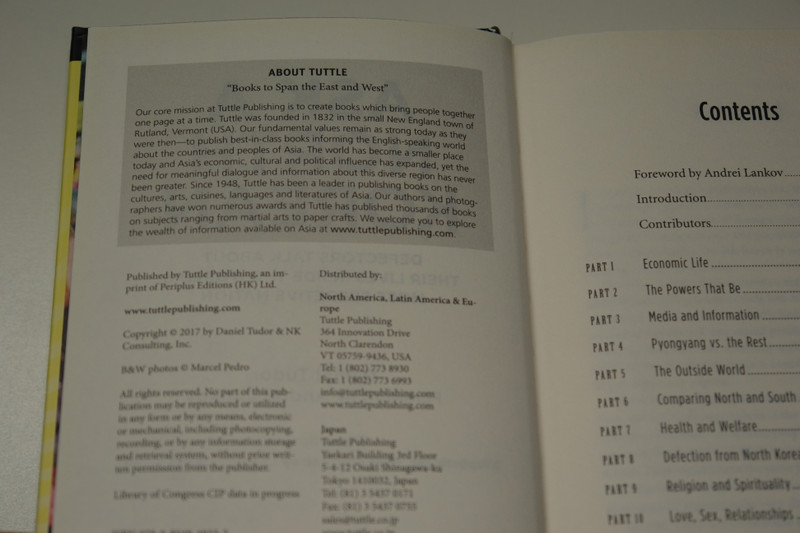 ABOUT TUTTLE
"Books to Span the East and West"
Our core mission at Tuttle Publishing is to create books which bring people together
one page at a time. Tuttle was founded in 1832 in the small New England town of
Rutland, Vermont (USA). Our fundamental values remain as strong today as they
were then—to publish best-in-class books informing the English-speaking world
about the countries and peoples of Asia. The world has become a smaller place
today and Asia's economic, cultural and political influence has expanded, yet the
need for meaningful dialogue and information about this diverse region has never
been greater. Since 1948, Tuttle has been a leader in publishing books on the
cultures, arts, cuisines, languages and literatures of Asia. Our authors and photog-
raphers have won numerous awards and Tuttle has published thousands of books
on subjects ranging from martial arts to paper crafts. We welcome you to explore
the wealth of information available on Asia at www.tuttlepublishing.com.
Published by Tuttle Publishing, an im-
print of Periplus Editions (HK) Ltd.
www.tuttlepublishing.com
Copyright © 2017 by Daniel Tudor & NK
Consulting, Inc.
B&W photos © Marcel Pedro
All rights reserved. No part of this pub-
lication may be reproduced or utilized
in any form or by any means, electronic
or mechanical, including photocopying,
recording, or by any information storage
and retrieval system, without prior writ-
ten permission from the publisher.
Library of Congress CIP data in progress
Distributed by:
North America, Latin America & Eu-
rope
Tuttle Publishing
364 Innovation Drive
North Clarendon
VT 05759-9436, USA
Tel: 1 (802) 773 8930
Fax: 1 (802) 773 6993
info@tuttlepublishing.com
www.tuttlepublishing.com
Japan
Tuttle Publishing
Yaekari Building 3rd Floor
5-4-12 Osaki Shinagawa-ku
Tokyo 1410032, Japan
Tel: (81) 3 5437 0171
Fax: (81) 3 5437 0755
sales@tuttle.co.jp
Contents
Foreword by Andrei Lankov
Introduction
Contributors
PART 1 Economic Life
PART 2 The Powers That Be
PART 3 Media and Information
PART 4 Pyongyang vs. the Rest
PART 5 The Outside World
PART 6 Comparing North and South
PART 7 Health and Welfare
PART 8 Defection from North Korea
PART 9 Religion and Spirituality
PART 10 Love, Sex, Relationships